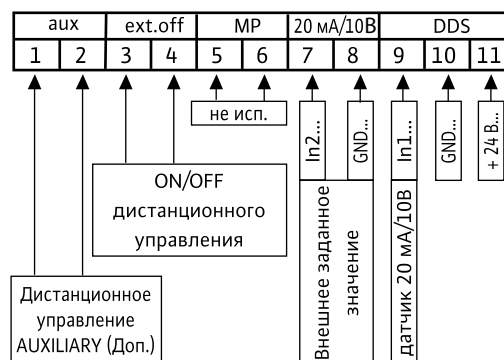 aux ext.off MP 20 мА/10В DDS
1 2 3 4 5 6 7 8 9 10 11
не исп.
In2...
GND...
In1...
GND...
+ 24 В...
ON/OFF
дистанционного
управления
Внешнее заданное
значение
датчик 20 мА/10В
Дистанционное
управление
AUXILIARY (Доп.)